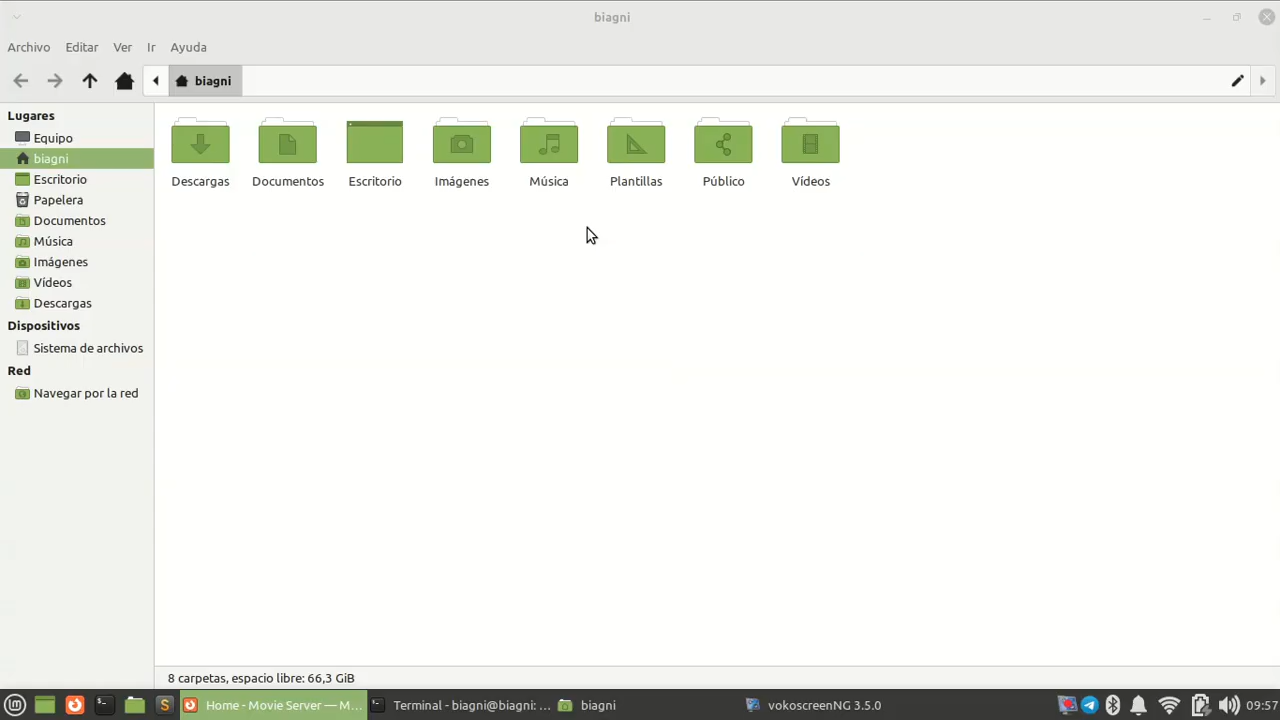 biagni
Archivo Editar Ver Ir Ayuda
biagni
Lugares
Equipo
biagni
Escritorio
Papelera
Documentos
Música
Imágenes
Vídeos
Descargas
Dispositivos
Sistema de archivos
Red
Navegar por la red
Descargas Documentos Escritorio Imágenes Música Plantillas Público Vídeos
8 carpetas, espacio libre: 66,3 GiB
Home - Movie Server — M... Terminal - biagni@biagni: ... biagni vokoscreenNG 3.5.0 09:57